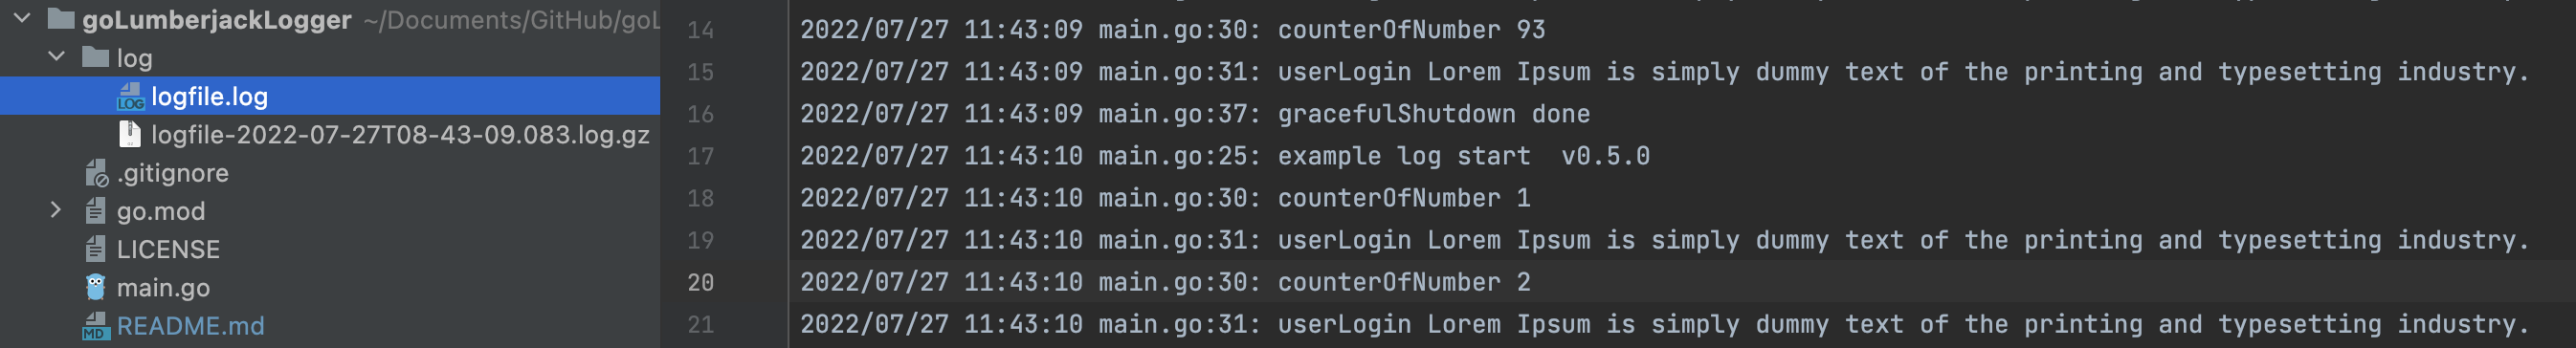 goLumberjackLogger ~/Documents/GitHub/goL
log
logfile.log
logfile-2022-07-27T08-43-09.083.log.gz
.gitignore
go.mod
LICENSE
main.go
README.md
14 2022/07/27 11:43:09 main.go:30: counterOfNumber 93
15 2022/07/27 11:43:09 main.go:31: userLogin Lorem Ipsum is simply dummy text of the printing and typesetting industry.
16 2022/07/27 11:43:09 main.go:37: gracefulShutdown done
17 2022/07/27 11:43:10 main.go:25: example log start  v0.5.0
18 2022/07/27 11:43:10 main.go:30: counterOfNumber 1
19 2022/07/27 11:43:10 main.go:31: userLogin Lorem Ipsum is simply dummy text of the printing and typesetting industry.
20 2022/07/27 11:43:10 main.go:30: counterOfNumber 2
21 2022/07/27 11:43:10 main.go:31: userLogin Lorem Ipsum is simply dummy text of the printing and typesetting industry.